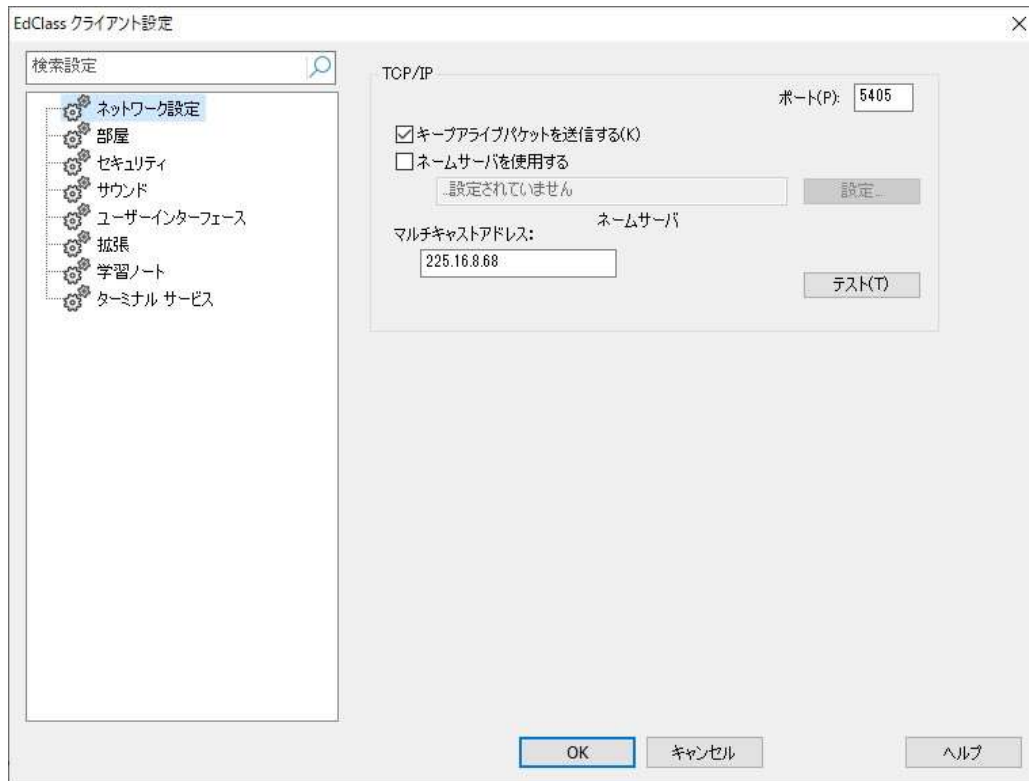 EdClass クライアント設定
検索設定
ネットワーク設定
部屋
セキュリティ
サウンド
ユーザーインターフェース
拡張
学習ノート
ターミナル サービス
TCP/IP
ポート(P): 5405
キープアライブパケットを送信する(K)
ネームサーバを使用する
..設定されていません
設定...
ネームサーバ
マルチキャストアドレス:
225.16.8.68
テスト(T)
OK
キャンセル
ヘルプ